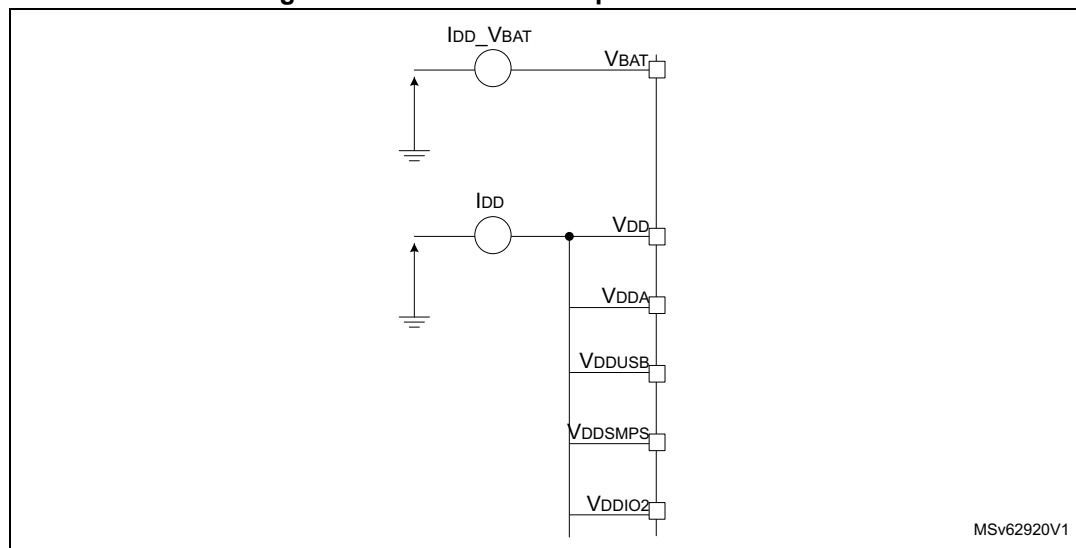 IDD_VBAT
VBAT
IDD
VDD
VDDA
VDDUSB
VDDSMPS
VDDIO2
MSv62920V1